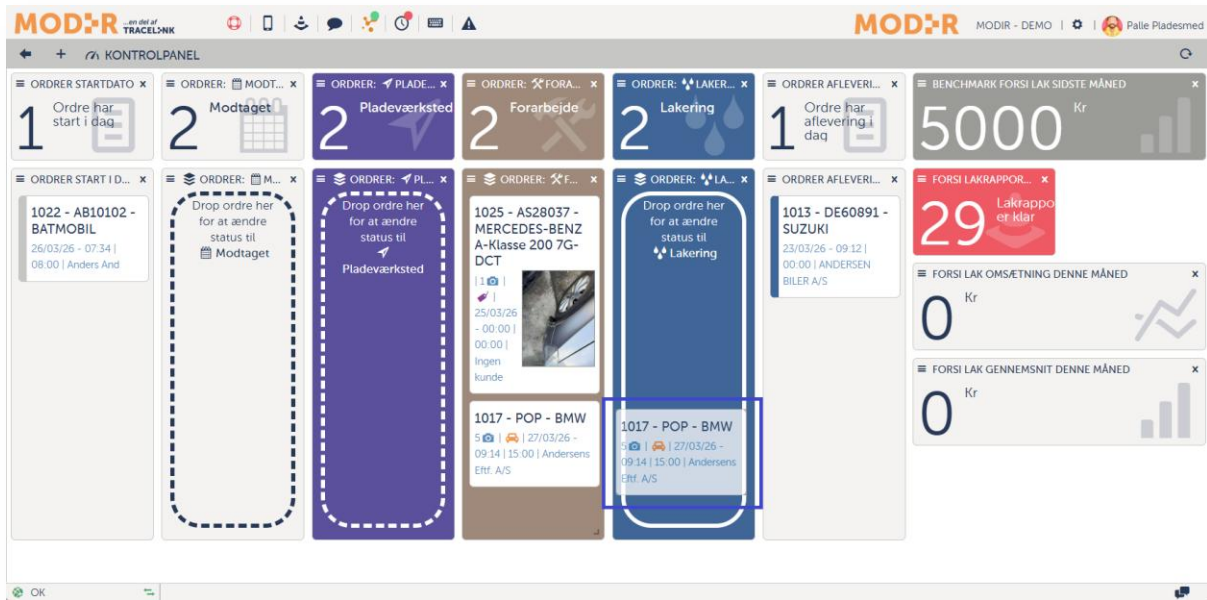 MODIR ...en del af TRACELINK
MODIR MODIR - DEMO | | Palle Pladesmed
KONTROLPANEL
ORDRER STARTDATO x
1 Ordre har
start i dag
ORDRER: MODT... x
2 Modtaget
ORDRER: PLADE... x
2 Pladeværksted
ORDRER: FORA... x
2 Forarbejde
ORDRER: LAKER... x
2 Lakering
ORDRER AFLEVERI... x
1 Ordre har
aflevering i
dag
BENCHMARK FORSI LAK SIDSTE MÅNED x
5000 Kr
ORDRER START I D... x
1022 - AB10102 -
BATMOBIL
26/03/26 - 07:34 |
08:00 | Anders And
ORDRER: M... x
Drop ordre her
for at ændre
status til
Modtaget
ORDRER: PL... x
Drop ordre her
for at ændre
status til
Pladeværksted
ORDRER: F... x
1025 - AS28037 -
MERCEDES-BENZ
A-Klasse 200 7G-
DCT
| 1 |
|
25/03/26
- 00:00 |
00:00 |
Ingen
kunde
1017 - POP - BMW
5 | | 27/03/26 -
09:14 | 15:00 | Andersens
Eftf. A/S
ORDRER: LA... x
Drop ordre her
for at ændre
status til
Lakering
1017 - POP - BMW
5 | | 27/03/26 -
09:14 | 15:00 | Andersens
Eftf. A/S
ORDRER AFLEVERI... x
1013 - DE60891 -
SUZUKI
23/03/26 - 09:12 |
00:00 | ANDERSEN
BILER A/S
FORSI LAKRAPPOR... x
29 Lakrappo
er klar
FORSI LAK OMSÆTNING DENNE MÅNED x
0 Kr
FORSI LAK GENNEMSNIT DENNE MÅNED x
0 Kr
OK